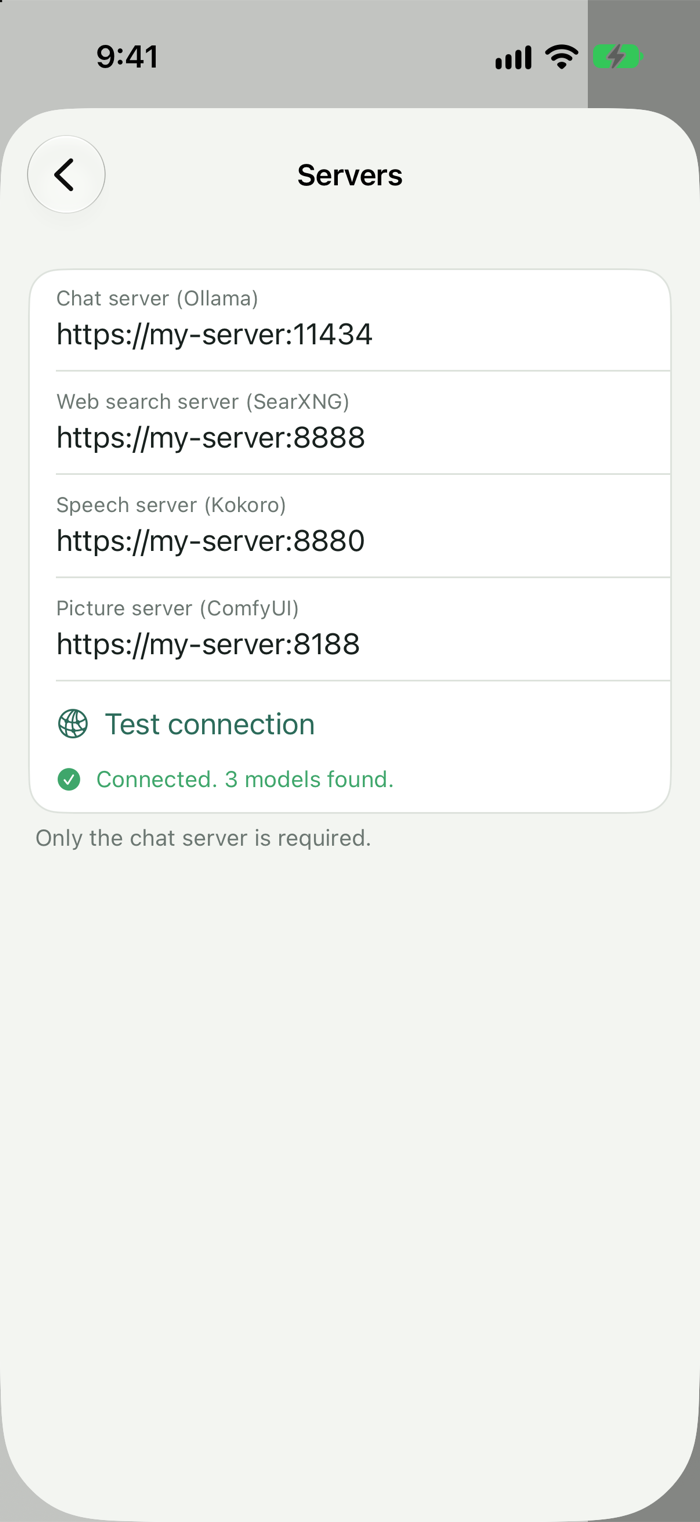 9:41
Servers
Chat server (Ollama)
https://my-server:11434
Web search server (SearXNG)
https://my-server:8888
Speech server (Kokoro)
https://my-server:8880
Picture server (ComfyUI)
https://my-server:8188
Test connection
Connected. 3 models found.
Only the chat server is required.